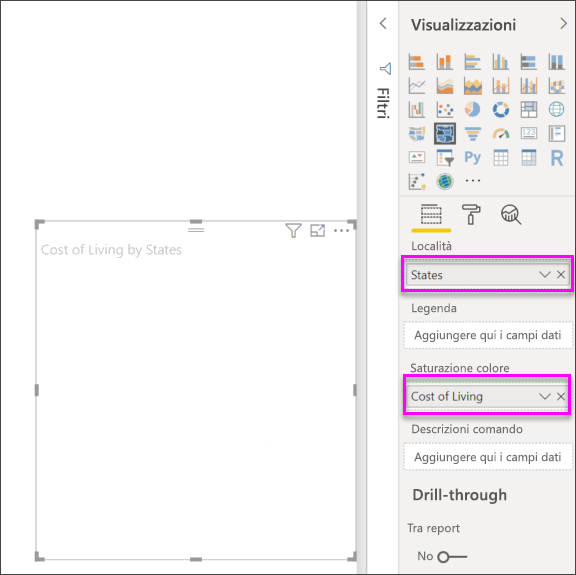 Visualizzazioni
Filtri
123
Py
R
Cost of Living by States
Località
States
Legenda
Aggiungere qui i campi dati
Saturazione colore
Cost of Living
Descrizioni comando
Aggiungere qui i campi dati
Drill-through
Tra report
No